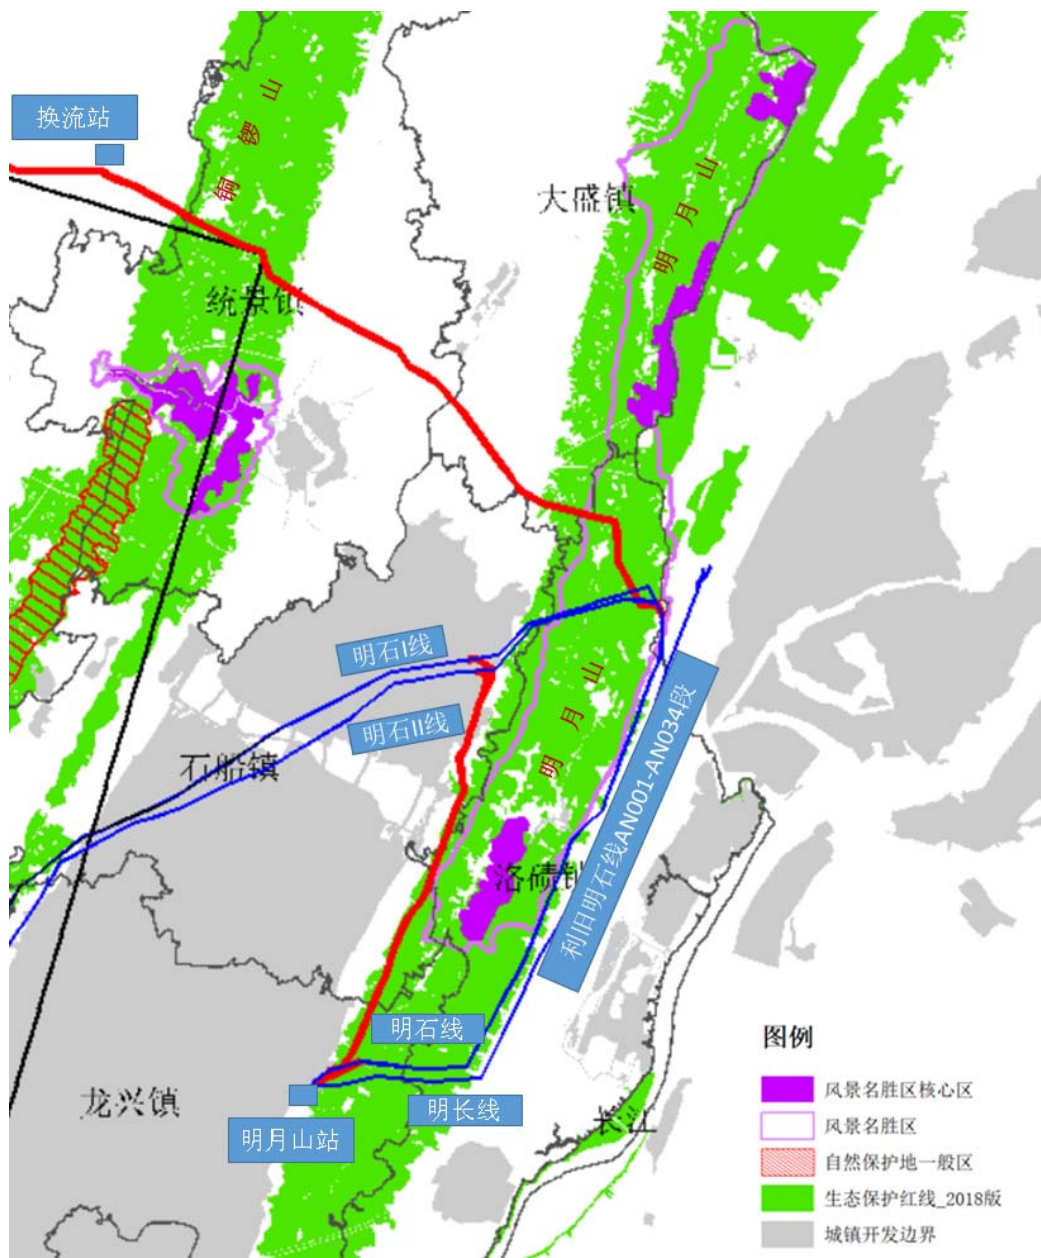 换流站
铜锣山
明月山
大盛镇
统景镇
明石I线
明石II线
石船镇
明月山
利旧明石线AN001-AN034段
洛碛镇
明石线
明长线
龙兴镇
明月山站
长江
图例
风景名胜区核心区
风景名胜区
自然保护地一般区
生态保护红线_2018版
城镇开发边界